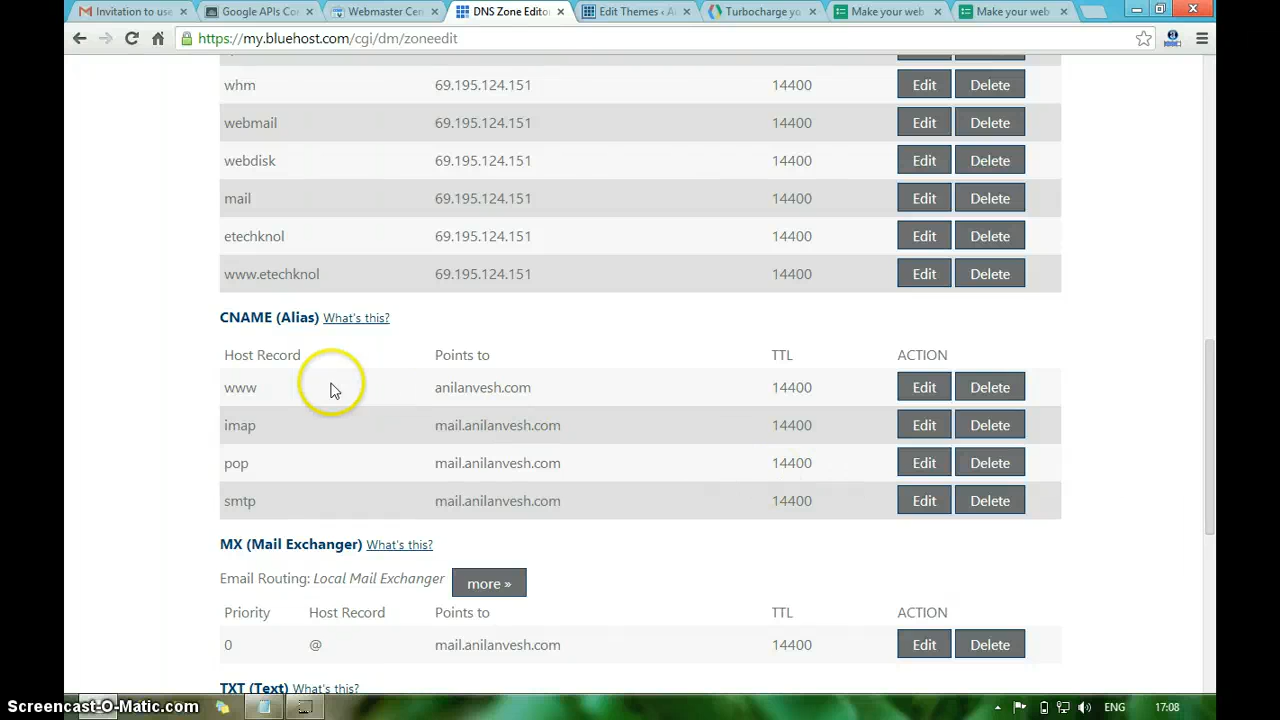 Invitation to use
Google APIs Co
Webmaster Cen
DNS Zone Edito
Edit Themes ‹ A
Turbocharge yo
Make your web
Make your web
https://my.bluehost.com/cgi/dm/zoneedit
whm 69.195.124.151 14400 Edit Delete
webmail 69.195.124.151 14400 Edit Delete
webdisk 69.195.124.151 14400 Edit Delete
mail 69.195.124.151 14400 Edit Delete
etechknol 69.195.124.151 14400 Edit Delete
www.etechknol 69.195.124.151 14400 Edit Delete
CNAME (Alias) What's this?
Host Record Points to TTL ACTION
www anilanvesh.com 14400 Edit Delete
imap mail.anilanvesh.com 14400 Edit Delete
pop mail.anilanvesh.com 14400 Edit Delete
smtp mail.anilanvesh.com 14400 Edit Delete
MX (Mail Exchanger) What's this?
Email Routing: Local Mail Exchanger more »
Priority Host Record Points to TTL ACTION
0 @ mail.anilanvesh.com 14400 Edit Delete
TXT (Text) What's this?
Screencast-O-Matic.com
ENG 17:08